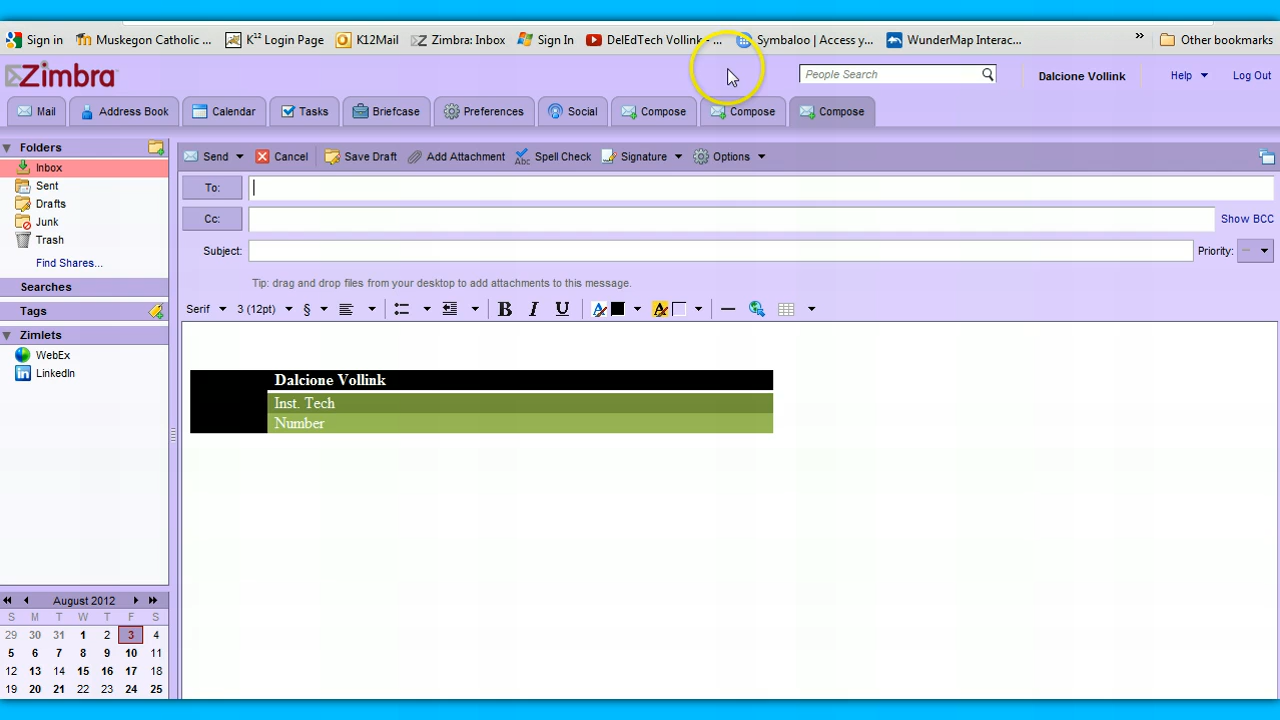 Sign in Muskegon Catholic ... K12 Login Page K12Mail Zimbra: Inbox Sign In DelEdTech Vollink - ... Symbaloo | Access y... WunderMap Interac... » Other bookmarks
Zimbra People Search Dalcione Vollink Help Log Out
Mail Address Book Calendar Tasks Briefcase Preferences Social Compose Compose Compose
Folders
Inbox
Sent
Drafts
Junk
Trash
Find Shares...
Searches
Tags
Zimlets
WebEx
LinkedIn
Send Cancel Save Draft Add Attachment Abc Spell Check Signature Options
To:
Cc: Show BCC
Subject: Priority:
Tip: drag and drop files from your desktop to add attachments to this message.
Serif 3 (12pt) § B I U
Dalcione Vollink
Inst. Tech
Number
August 2012
S M T W T F S
29 30 31 1 2 3 4
5 6 7 8 9 10 11
12 13 14 15 16 17 18
19 20 21 22 23 24 25